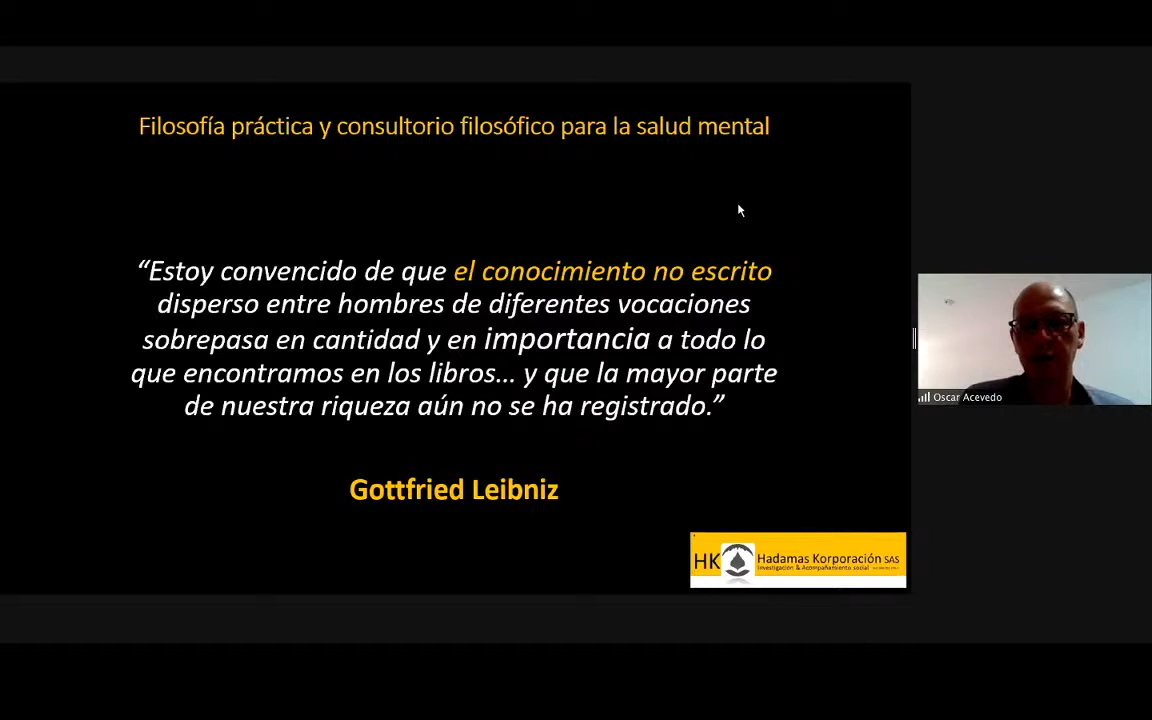 Filosofía práctica y consultorio filosófico para la salud mental
“Estoy convencido de que el conocimiento no escrito
disperso entre hombres de diferentes vocaciones
sobrepasa en cantidad y en importancia a todo lo
que encontramos en los libros... y que la mayor parte
de nuestra riqueza aún no se ha registrado.”
Gottfried Leibniz
Oscar Acevedo
HK Hadamas Korporación SAS
Investigación & Acompañamiento social